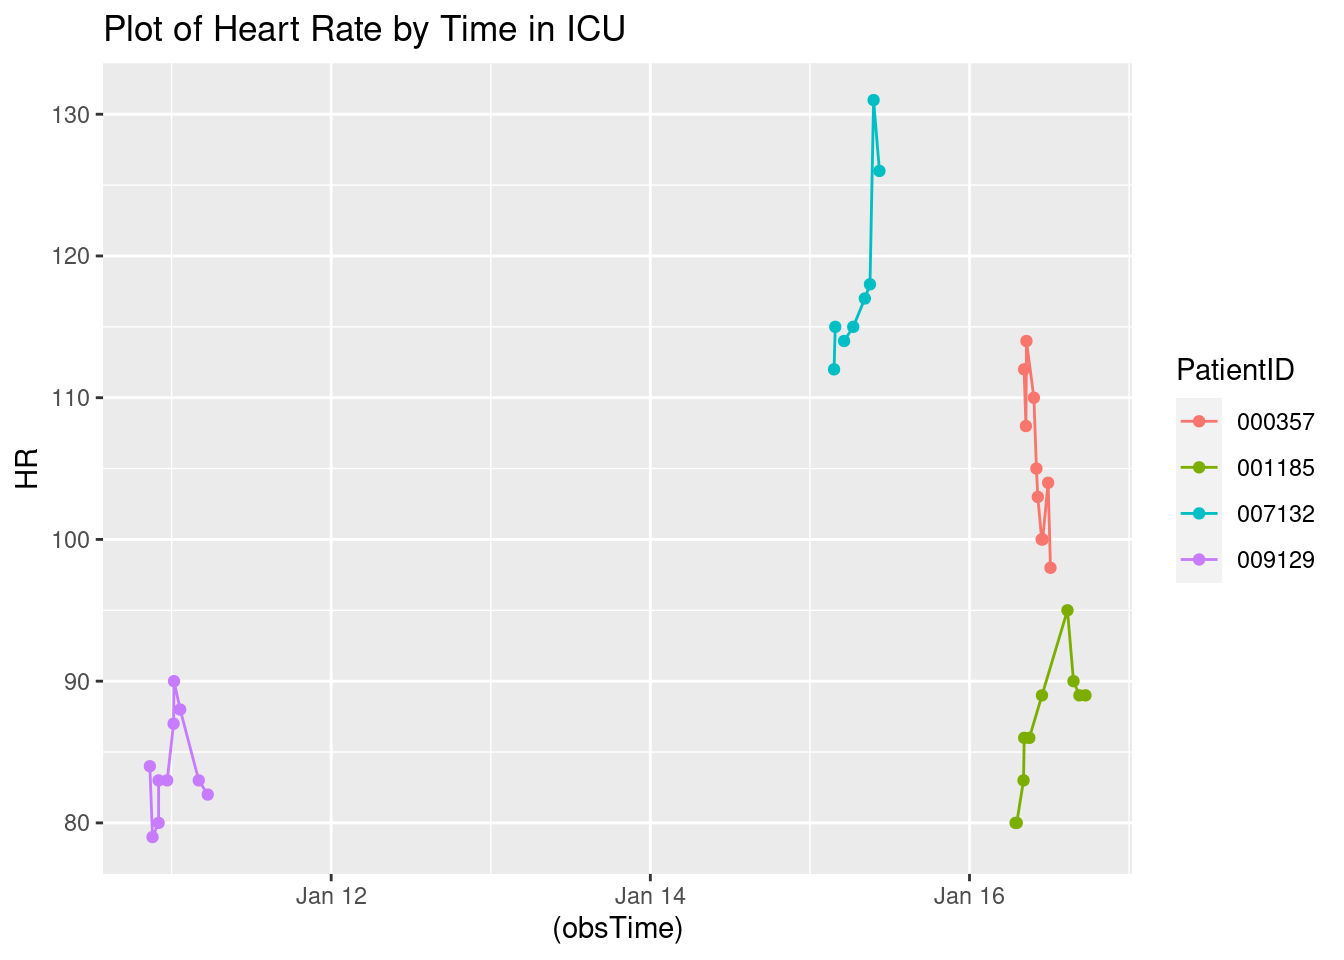 Plot of Heart Rate by Time in ICU
130
120
110
100
90
80
HR
Jan 12
Jan 14
Jan 16
(obsTime)
PatientID
000357
001185
007132
009129